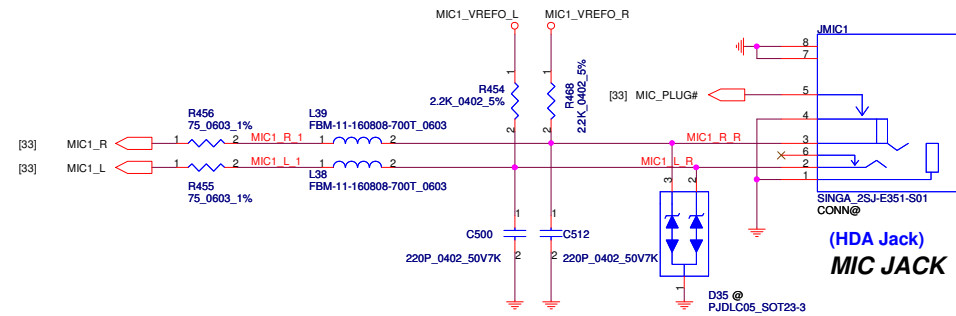 MIC1_VREFO_L
MIC1_VREFO_R
JMIC1
8
7
1
1
R454
2.2K_0402_5%
R468
2.2K_0402_5%
2
2
[33] MIC_PLUG#
5
R456
75_0603_1%
L39
FBM-11-160808-700T_0603
4
[33] MIC1_R
1
2
MIC1_R_1
1
2
MIC1_R_R
3
6
[33] MIC1_L
1
2
MIC1_L_1
1
2
MIC1_L_R
2
R455
75_0603_1%
L38
FBM-11-160808-700T_0603
3
2
1
SINGA_2SJ-E351-S01
CONN@
1
1
C500
C512
2
2
220P_0402_50V7K
220P_0402_50V7K
(HDA Jack)
MIC JACK
1
D35 @
PJDLC05_SOT23-3